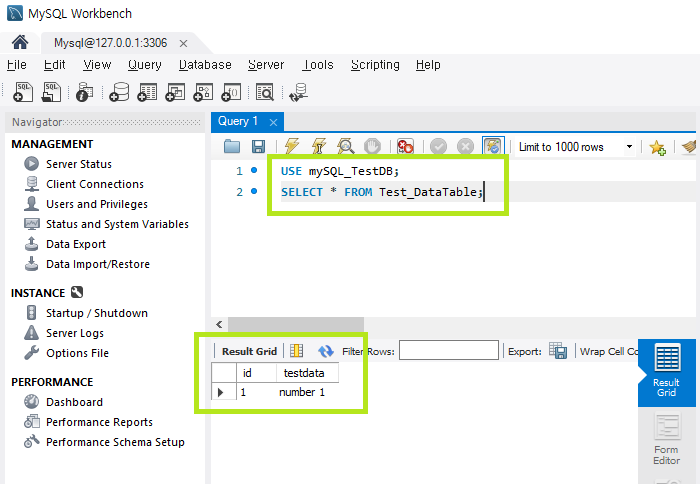 MySQL Workbench
Mysql@127.0.0.1:3306 ×
File Edit View Query Database Server Tools Scripting Help
SQL SQL
Navigator
MANAGEMENT
Server Status
Client Connections
Users and Privileges
Status and System Variables
Data Export
Data Import/Restore
INSTANCE
Startup / Shutdown
Server Logs
Options File
PERFORMANCE
Dashboard
Performance Reports
Performance Schema Setup
Query 1 ×
Limit to 1000 rows
1 USE mySQL_TestDB;
2 SELECT * FROM Test_DataTable;
Result Grid Filter Rows: Export: Wrap Cell
id testdata
1 number 1
Result
Grid
Form
Editor